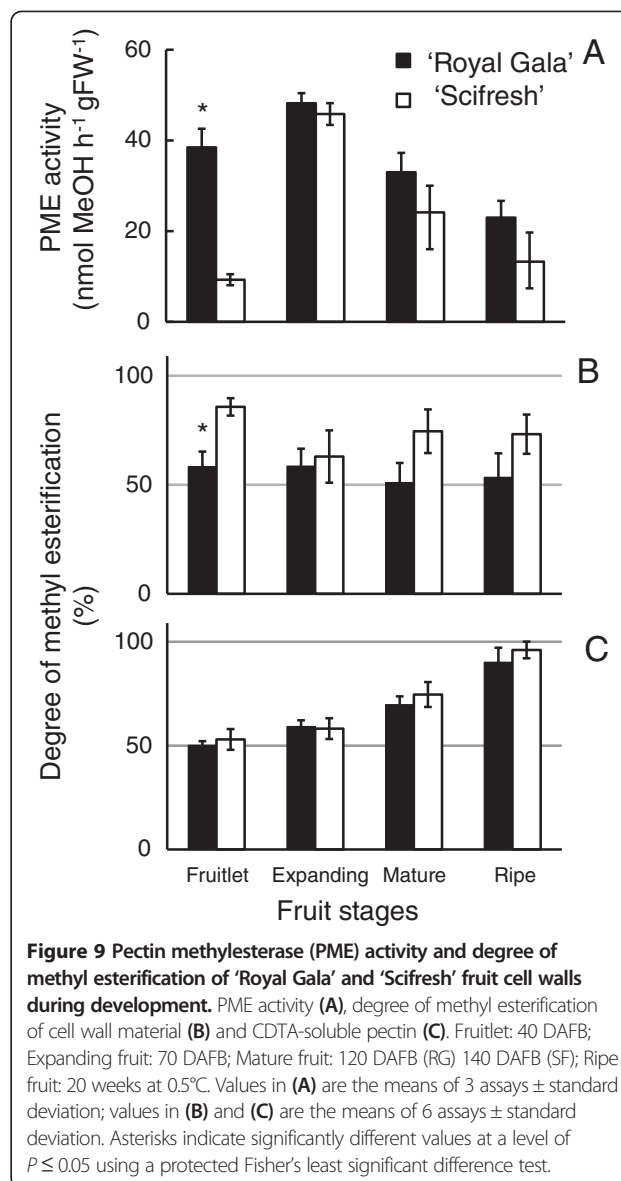 60
40
20
0
PME activity
(nmol MeOH h⁻¹ gFW⁻¹)
*
'Royal Gala'
'Scifresh'
A
100
50
0
*
B
Degree of methyl esterification
(%)
100
50
0
C
Fruitlet Expanding Mature Ripe
Fruit stages
Figure 9 Pectin methylesterase (PME) activity and degree of
methyl esterification of 'Royal Gala' and 'Scifresh' fruit cell walls
during development. PME activity (A), degree of methyl esterification
of cell wall material (B) and CDTA-soluble pectin (C). Fruitlet: 40 DAFB;
Expanding fruit: 70 DAFB; Mature fruit: 120 DAFB (RG) 140 DAFB (SF); Ripe
fruit: 20 weeks at 0.5°C. Values in (A) are the means of 3 assays ± standard
deviation; values in (B) and (C) are the means of 6 assays ± standard
deviation. Asterisks indicate significantly different values at a level of
P ≤ 0.05 using a protected Fisher's least significant difference test.